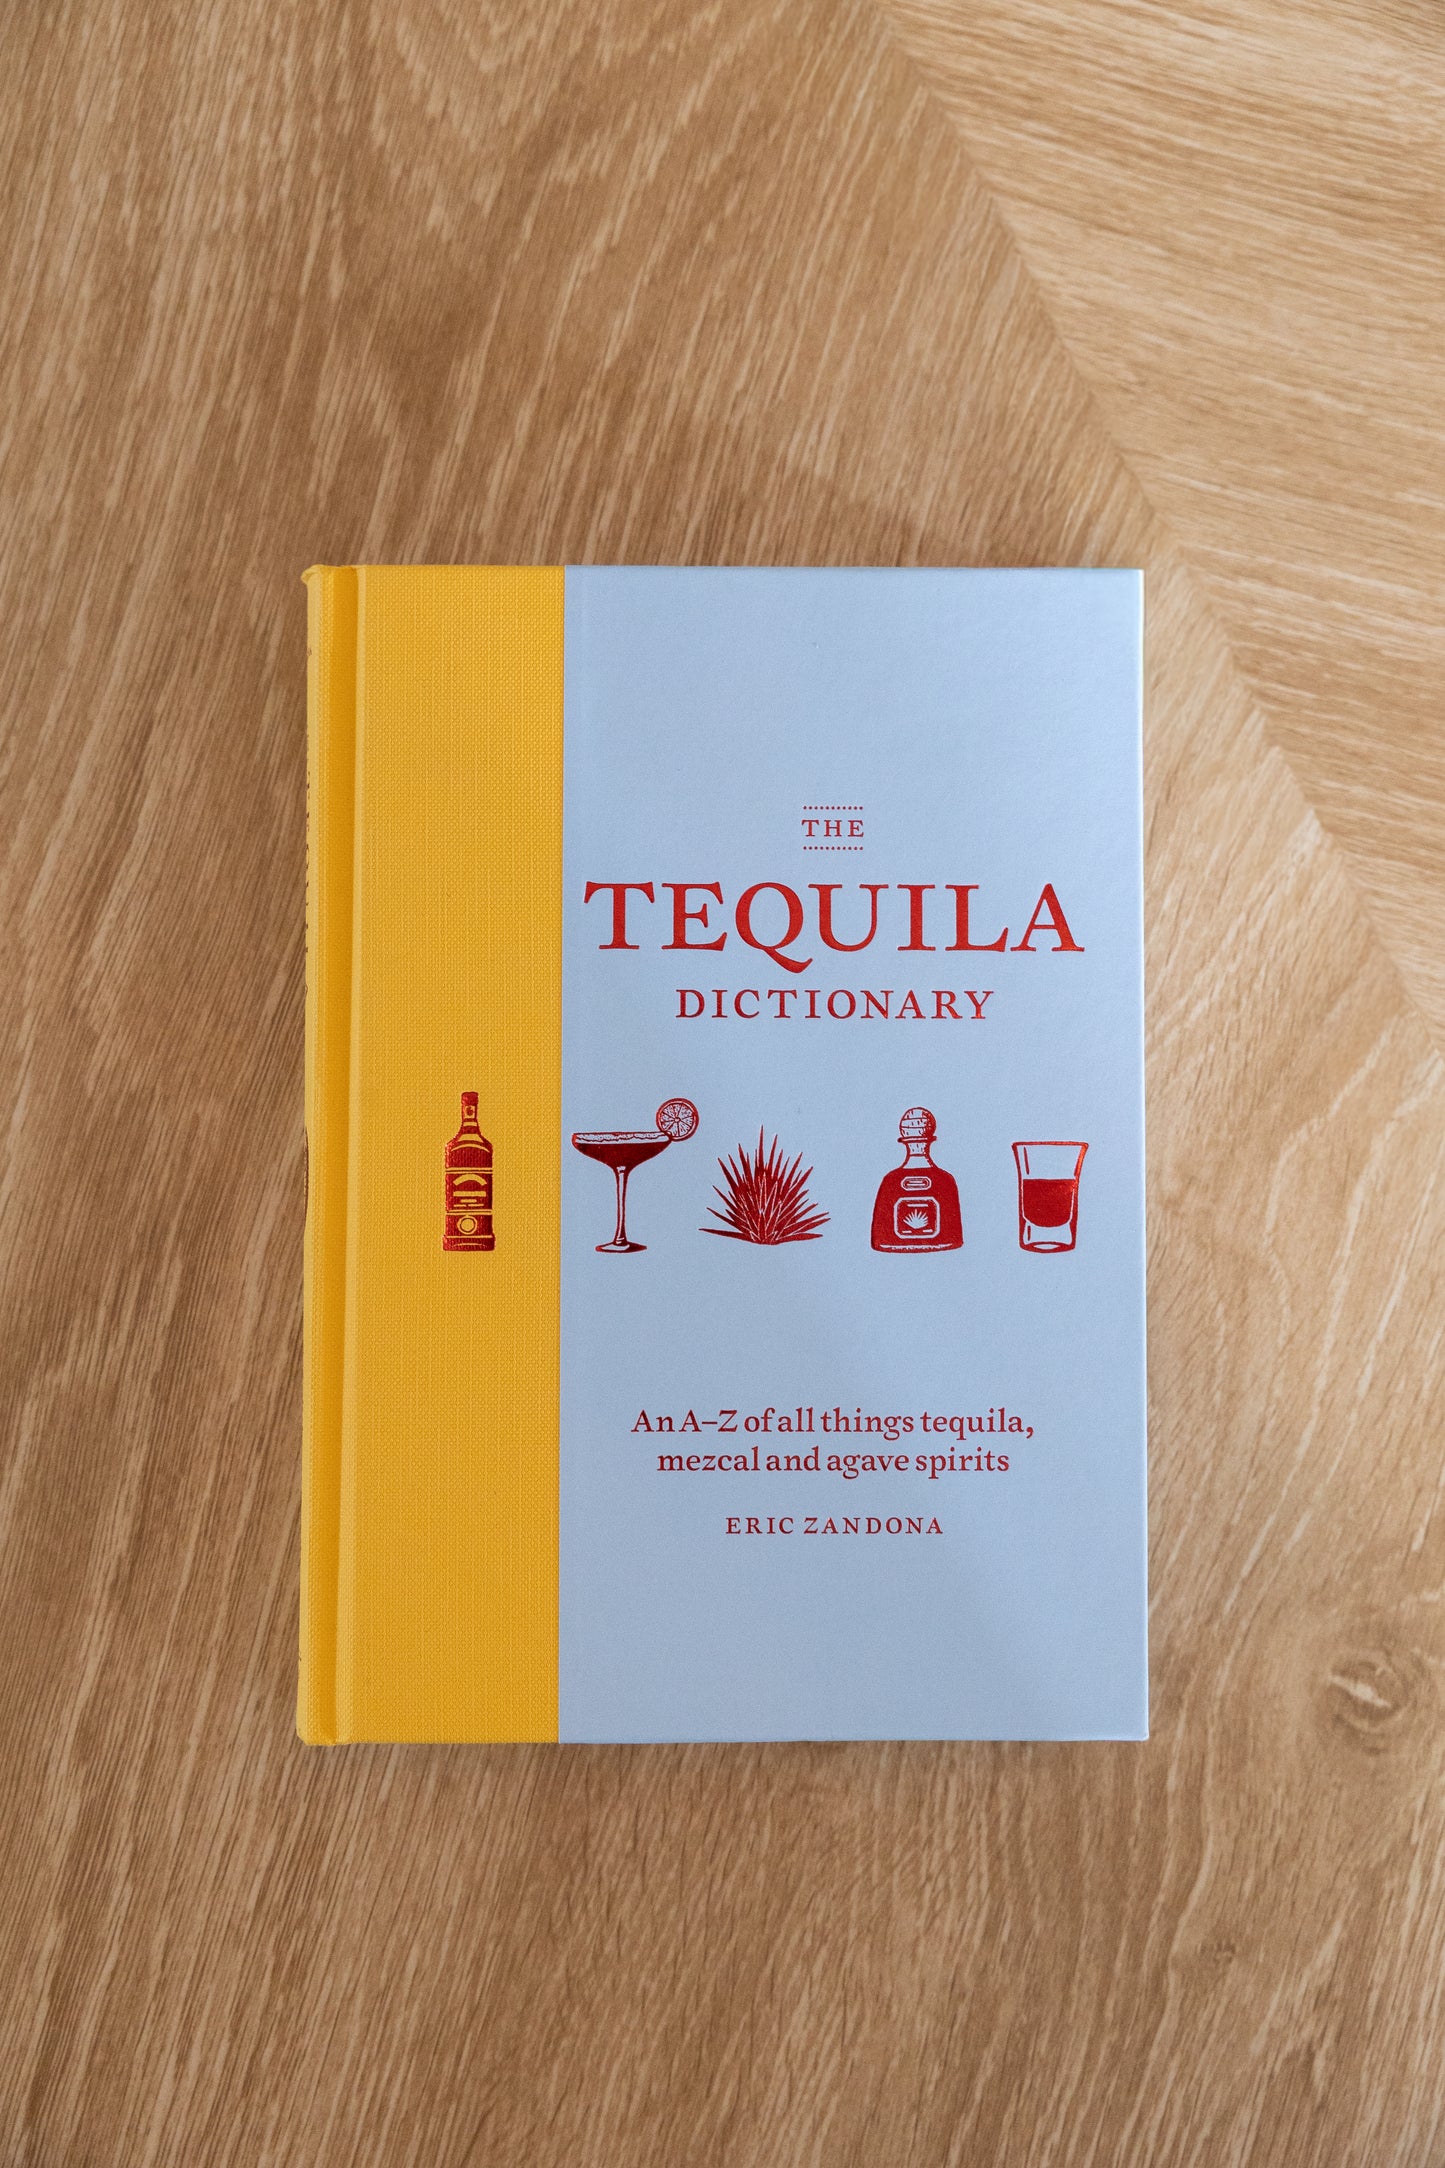 THE
TEQUILA
DICTIONARY
An A–Z of all things tequila,
mezcal and agave spirits
ERIC ZANDONA